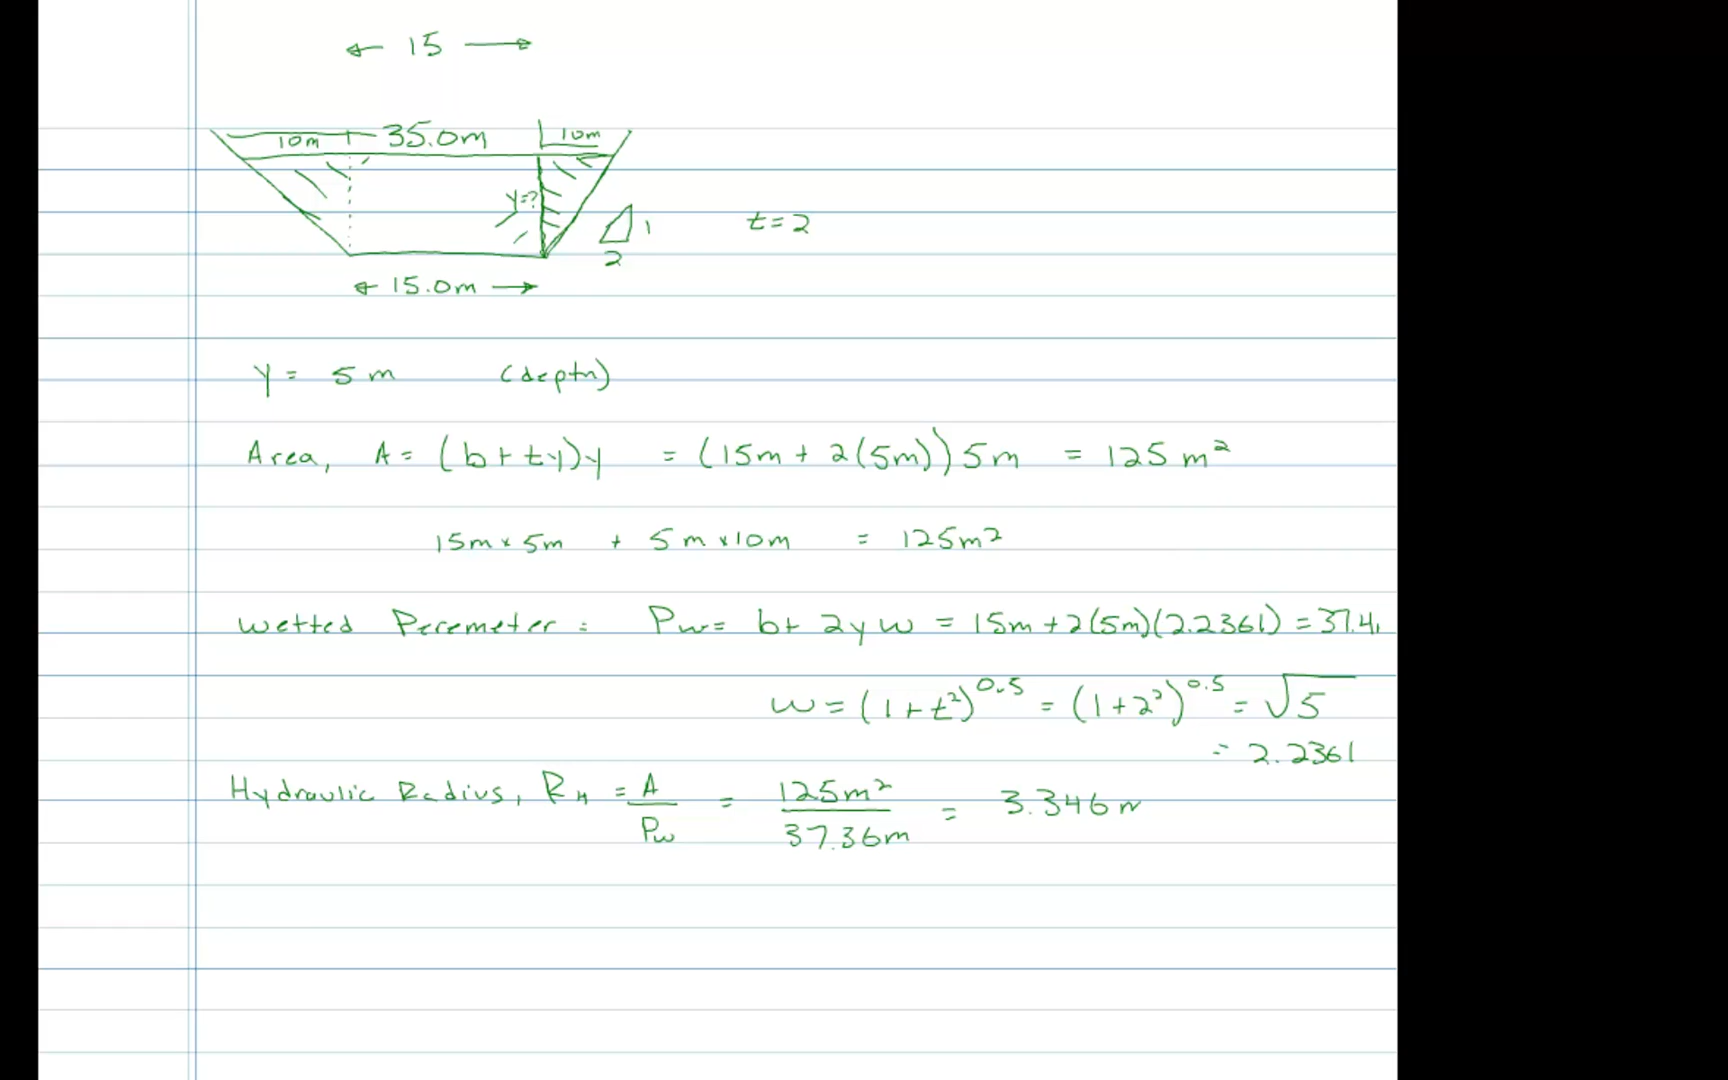 ← 15 →
10m 35.0m 10m
y=? 1 t=2
2
← 15.0m →
y = 5 m (depth)
Area, A = (b + ty)y = (15m + 2(5m))5m = 125 m²
15m × 5m + 5m × 10m = 125m²
Wetted Peremeter = Pw = b + 2yw = 15m + 2(5m)(2.2361) = 37.4
w = (1 + t²)^0.5 = (1 + 2²)^0.5 = √5
= 2.2361
Hydraulic Radius, R_H = A/Pw = 125m²/37.36m = 3.346m